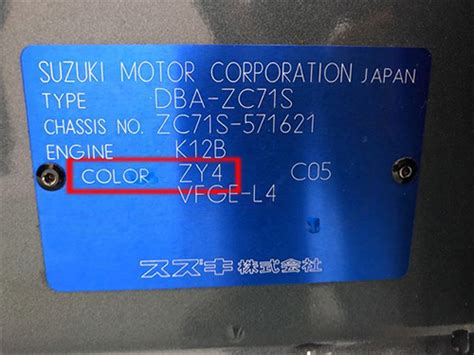 SUZUKI MOTOR CORPORATION JAPAN
TYPE DBA-ZC71S
CHASSIS NO. ZC71S-571621
ENGINE K12B
COLOR ZY4 C05
VFGE-L4
スズキ株式会社